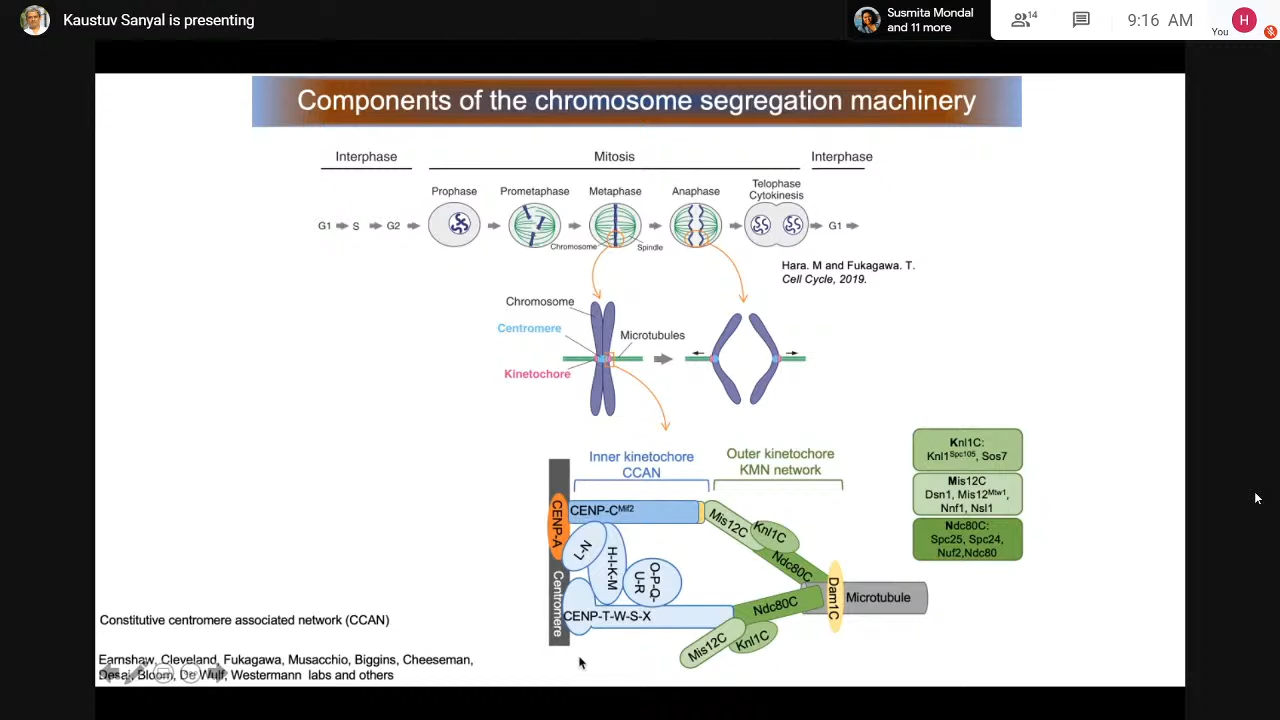 Kaustuv Sanyal is presenting
Susmita Mondal
and 11 more
14
9:16 AM
You
H
Components of the chromosome segregation machinery
Interphase
Mitosis
Interphase
Prophase
Prometaphase
Metaphase
Anaphase
Telophase
Cytokinesis
G1
S
G2
G1
Chromosome
Spindle
Hara. M and Fukagawa. T.
Cell Cycle, 2019.
Chromosome
Centromere
Microtubules
Kinetochore
Inner kinetochore
CCAN
Outer kinetochore
KMN network
Knl1C:
Knl1Spc105, Sos7
Mis12C
Dsn1, Mis12Mtw1,
Nnf1, Nsl1
Ndc80C:
Spc25, Spc24,
Nuf2,Ndc80
CENP-A
CENP-CMif2
Mis12C
Knl1C
Ndc80C
L-N
H-I-K-M
O-P-Q-
U-R
Centromere
CENP-T-W-S-X
Ndc80C
Mis12C
Knl1C
Dam1C
Microtubule
Constitutive centromere associated network (CCAN)
Earnshaw, Cleveland, Fukagawa, Musacchio, Biggins, Cheeseman,
Desai, Bloom, De Wulf, Westermann labs and others